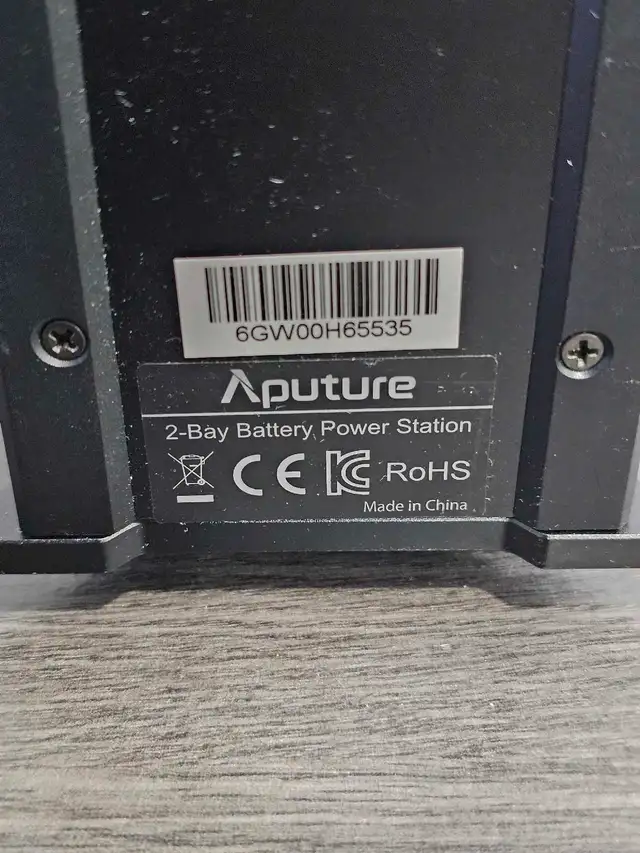 6GW00H65535
Aputure
2-Bay Battery Power Station
CE RoHS
Made in China